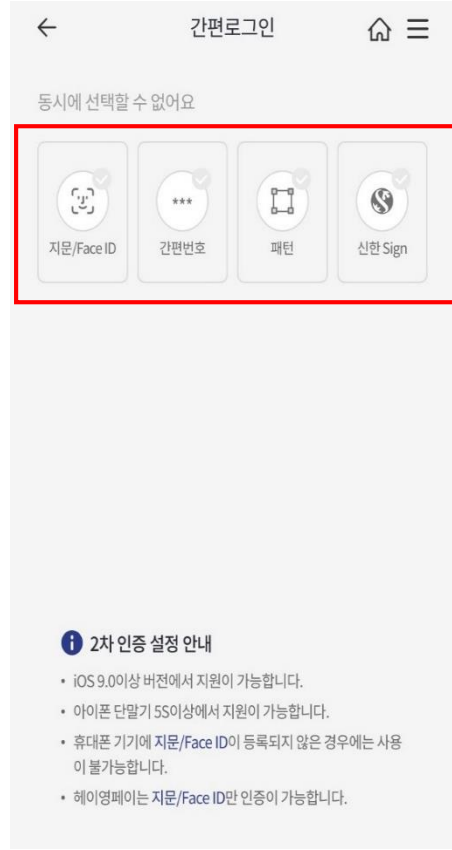 간편로그인
동시에 선택할 수 없어요
지문/Face ID 간편번호 패턴 신한 Sign
2차 인증 설정 안내
• iOS 9.0이상 버전에서 지원이 가능합니다.
• 아이폰 단말기 5S이상에서 지원이 가능합니다.
• 휴대폰 기기에 지문/Face ID이 등록되지 않은 경우에는 사용
이 불가능합니다.
• 헤이영페이는 지문/Face ID만 인증이 가능합니다.